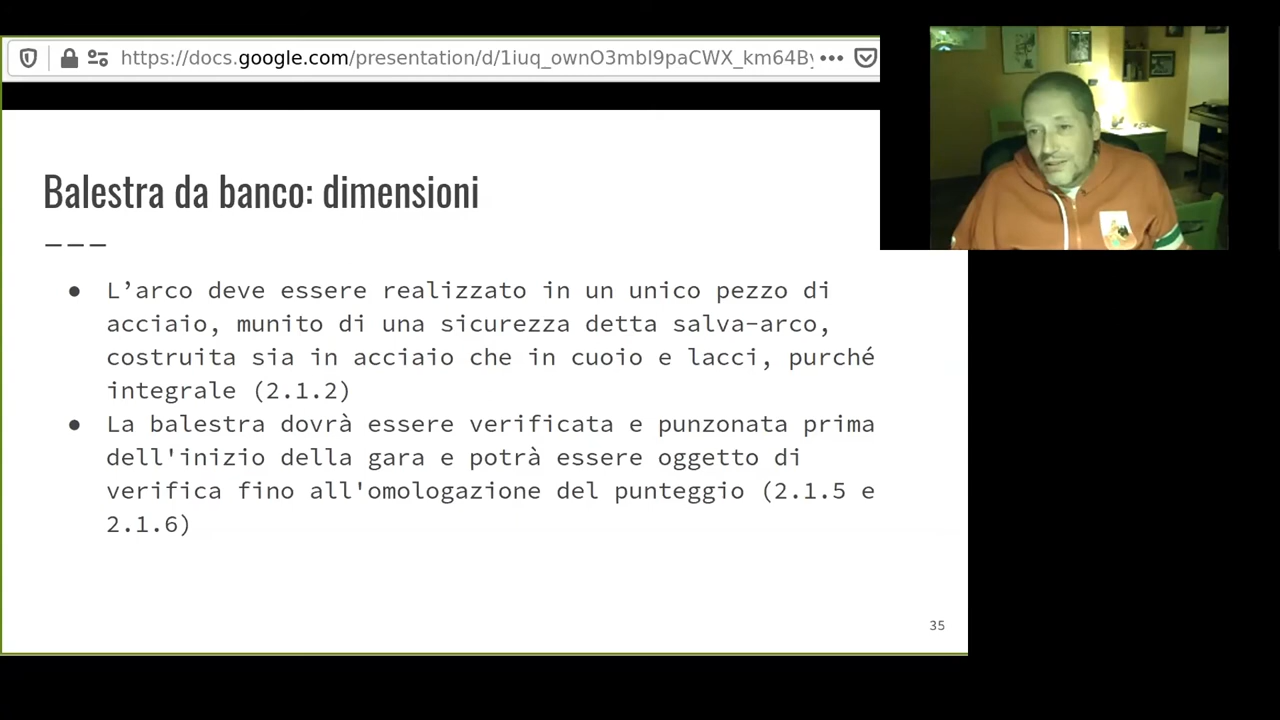 https://docs.google.com/presentation/d/1iuq_ownO3mbl9paCWX_km64By
Balestra da banco: dimensioni
___
● L’arco deve essere realizzato in un unico pezzo di
acciaio, munito di una sicurezza detta salva-arco,
costruita sia in acciaio che in cuoio e lacci, purché
integrale (2.1.2)
● La balestra dovrà essere verificata e punzonata prima
dell'inizio della gara e potrà essere oggetto di
verifica fino all'omologazione del punteggio (2.1.5 e
2.1.6)
35